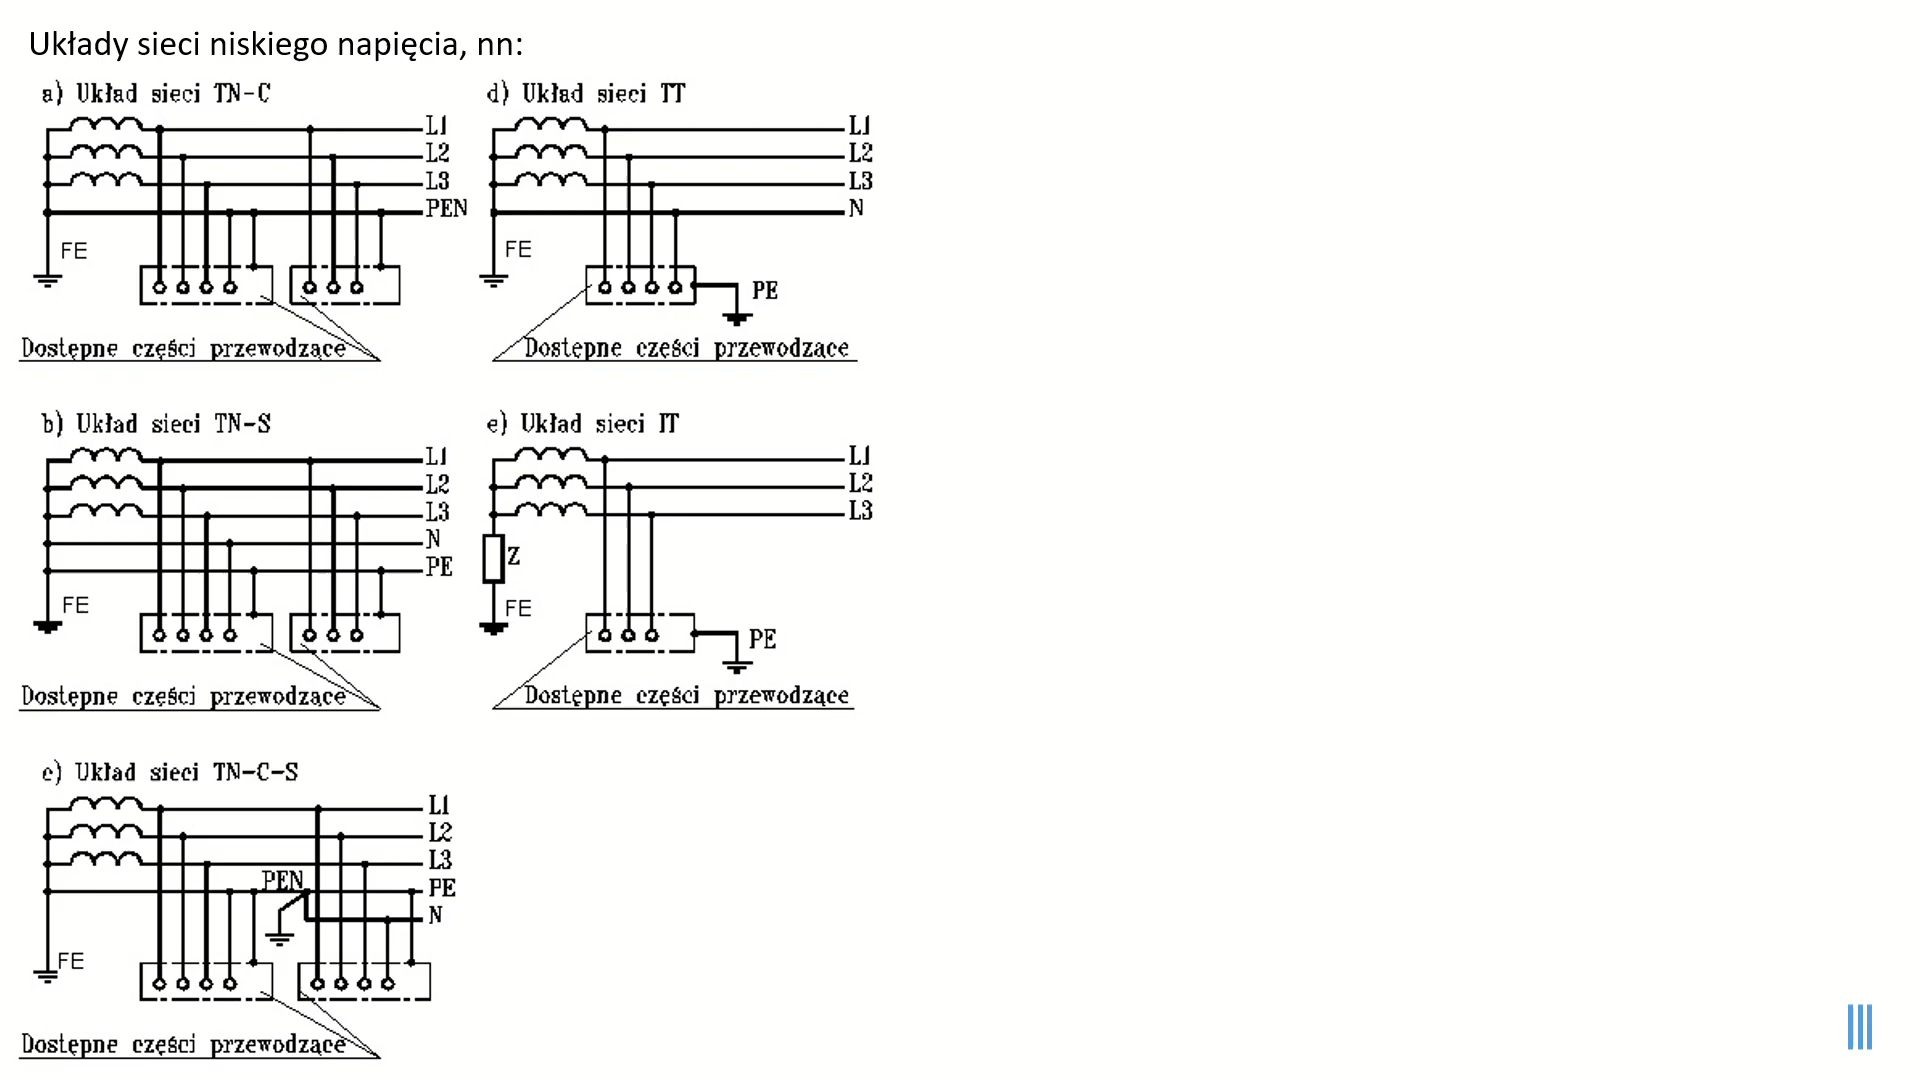 Układy sieci niskiego napięcia, nn:
a) Układ sieci TN-C
L1
L2
L3
PEN
FE
Dostępne części przewodzące
b) Układ sieci TN-S
L1
L2
L3
N
PE
FE
Dostępne części przewodzące
c) Układ sieci TN-C-S
L1
L2
L3
PEN
PE
N
FE
Dostępne części przewodzące
d) Układ sieci TT
L1
L2
L3
N
FE
PE
Dostępne części przewodzące
e) Układ sieci IT
L1
L2
L3
Z
FE
PE
Dostępne części przewodzące